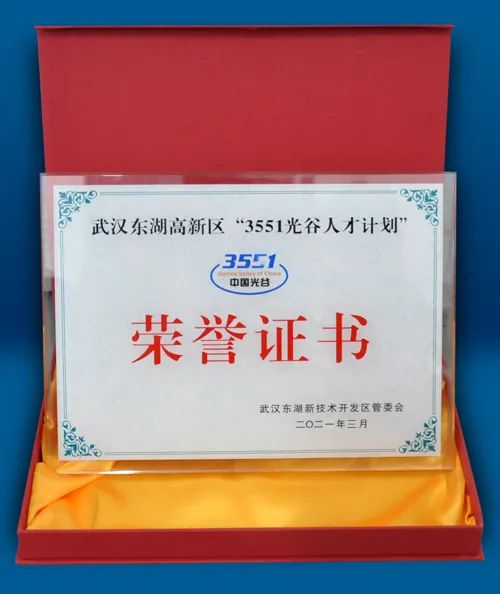 武汉东湖高新区“3551光谷人才计划”
3551
Optics Valley of China
中国光谷
荣誉证书
武汉东湖新技术开发区管委会
二〇二一年三月